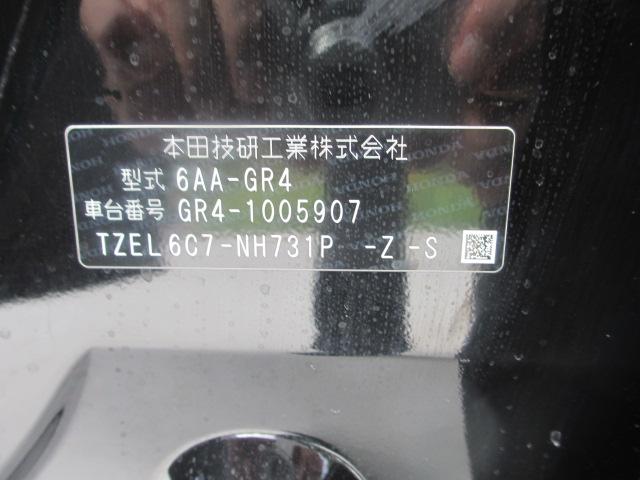 本田技研工業株式会社
型式 6AA-GR4
車台番号 GR4-1005907
TZEL 6C7-NH731P -Z -S